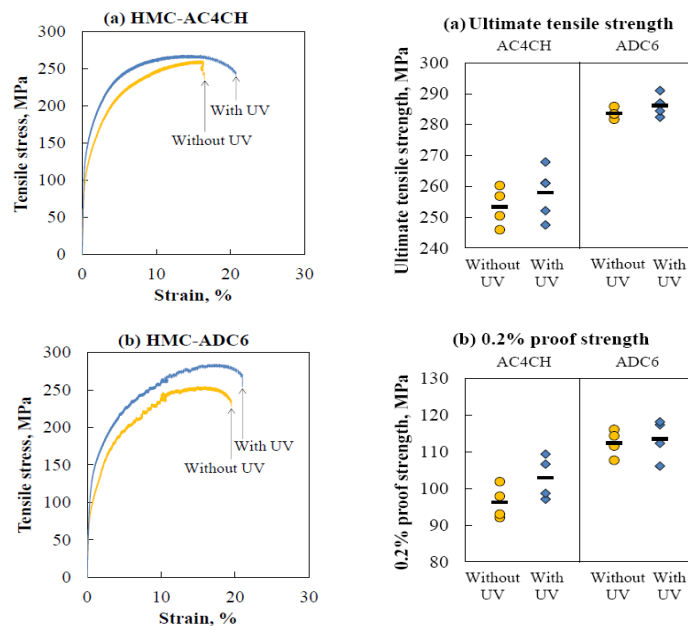 (a) HMC-AC4CH
Tensile stress, MPa
300
250
200
150
100
50
0
With UV
Without UV
0 10 20 30
Strain, %
(a) Ultimate tensile strength
AC4CH ADC6
Ultimate tensile strength, MPa
300
290
280
270
260
250
240
Without UV
With UV
Without UV
With UV
(b) HMC-ADC6
Tensile stress, MPa
300
250
200
150
100
50
0
With UV
Without UV
0 10 20 30
Strain, %
(b) 0.2% proof strength
AC4CH ADC6
0.2% proof strength, MPa
130
120
110
100
90
80
Without UV
With UV
Without UV
With UV